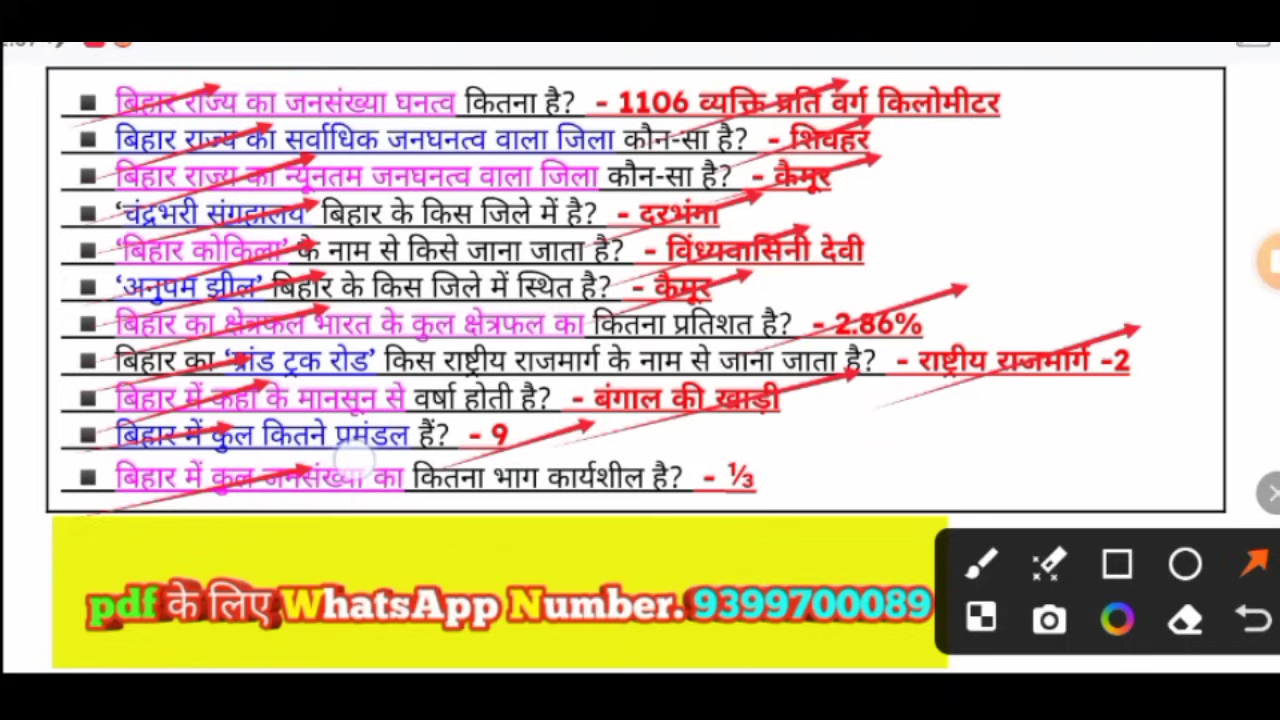 बिहार राज्य का जनसंख्या घनत्व कितना है? - 1106 व्यक्ति प्रति वर्ग किलोमीटर
बिहार राज्य का सर्वाधिक जनघनत्व वाला जिला कौन-सा है? - शिवहर
बिहार राज्य का न्यूनतम जनघनत्व वाला जिला कौन-सा है? - कैमूर
‘चंद्रभरी संग्रहालय’ बिहार के किस जिले में है? - दरभंगा
‘बिहार कोकिला’ के नाम से किसे जाना जाता है? - विंध्यवासिनी देवी
‘अनुपम झील’ बिहार के किस जिले में स्थित है? - कैमूर
बिहार का क्षेत्रफल भारत के कुल क्षेत्रफल का कितना प्रतिशत है? - 2.86%
बिहार का ‘ग्रांड ट्रक रोड’ किस राष्ट्रीय राजमार्ग के नाम से जाना जाता है? - राष्ट्रीय राजमार्ग -2
बिहार में कहाँ के मानसून से वर्षा होती है? - बंगाल की खाड़ी
बिहार में कुल कितने प्रमंडल हैं? - 9
बिहार में कुल जनसंख्या का कितना भाग कार्यशील है? - ⅓
pdf के लिए WhatsApp Number. 9399700089